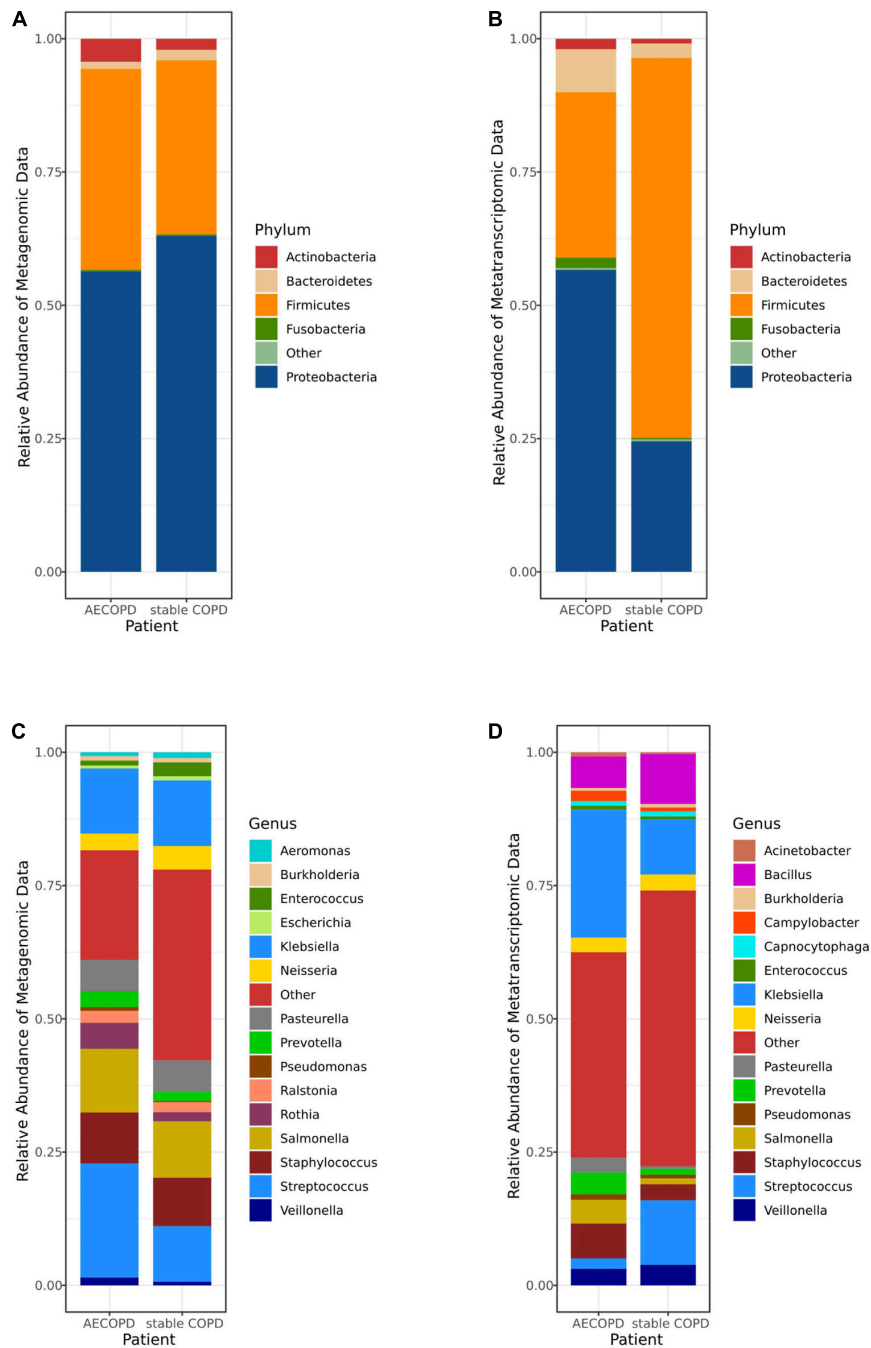 A
Relative Abundance of Metagenomic Data
1.00
0.75
0.50
0.25
0.00
AECOPD stable COPD
Patient
Phylum
Actinobacteria
Bacteroidetes
Firmicutes
Fusobacteria
Other
Proteobacteria
B
Relative Abundance of Metatranscriptomic Data
1.00
0.75
0.50
0.25
0.00
AECOPD stable COPD
Patient
Phylum
Actinobacteria
Bacteroidetes
Firmicutes
Fusobacteria
Other
Proteobacteria
C
Relative Abundance of Metagenomic Data
1.00
0.75
0.50
0.25
0.00
AECOPD stable COPD
Patient
Genus
Aeromonas
Burkholderia
Enterococcus
Escherichia
Klebsiella
Neisseria
Other
Pasteurella
Prevotella
Pseudomonas
Ralstonia
Rothia
Salmonella
Staphylococcus
Streptococcus
Veillonella
D
Relative Abundance of Metatranscriptomic Data
1.00
0.75
0.50
0.25
0.00
AECOPD stable COPD
Patient
Genus
Acinetobacter
Bacillus
Burkholderia
Campylobacter
Capnocytophaga
Enterococcus
Klebsiella
Neisseria
Other
Pasteurella
Prevotella
Pseudomonas
Salmonella
Staphylococcus
Streptococcus
Veillonella